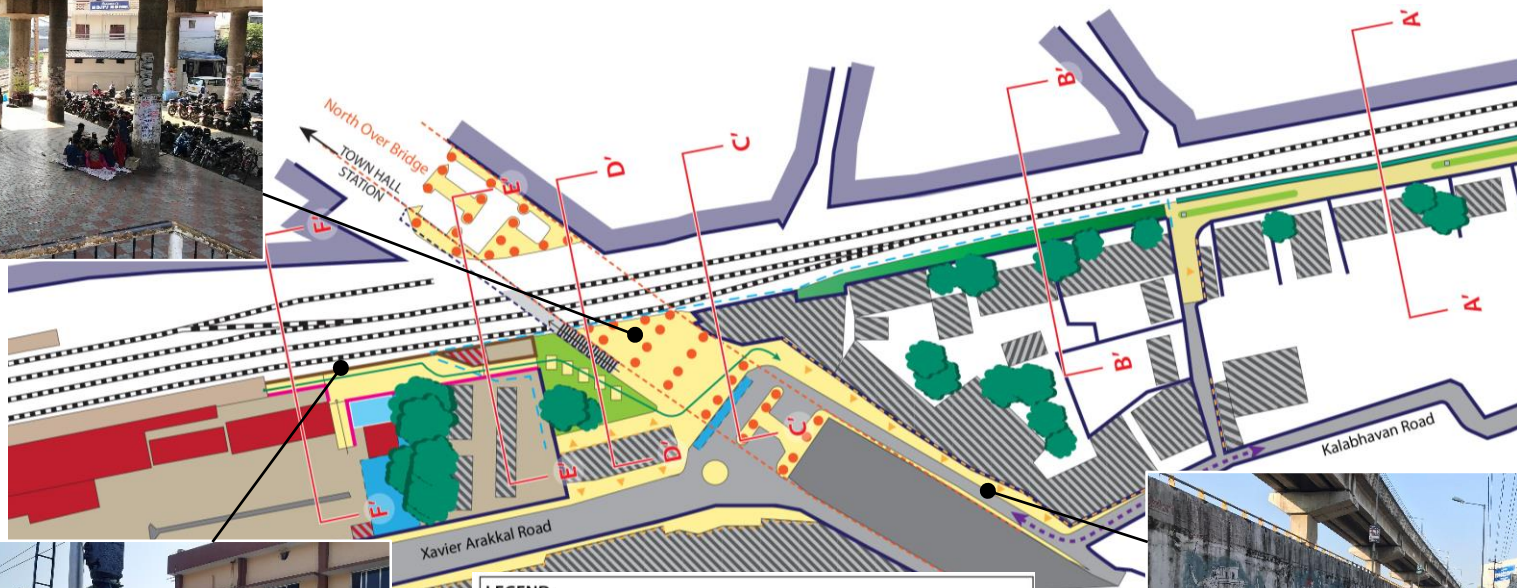 North Over Bridge
TOWN HALL
STATION
A'
B'
C'
D'
E
F'
A'
B'
C'
D'
E'
F'
Xavier Arakkal Road
Kalabhavan Road
LEGEND